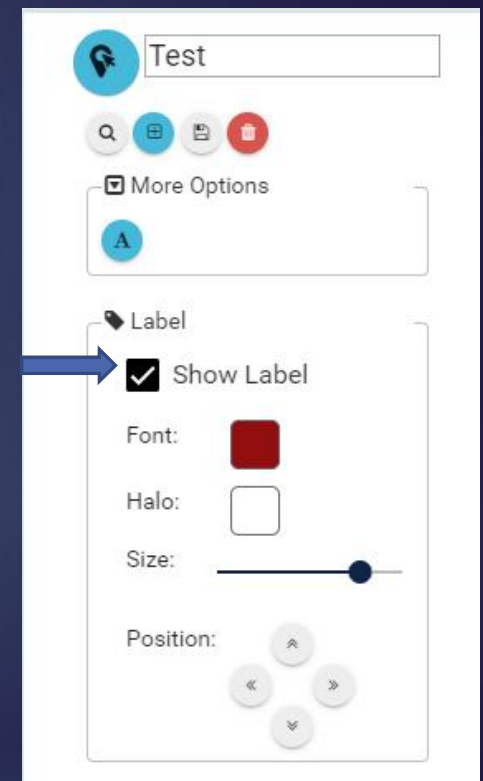 Test
More Options
A
Label
Show Label
Font:
Halo:
Size:
Position: